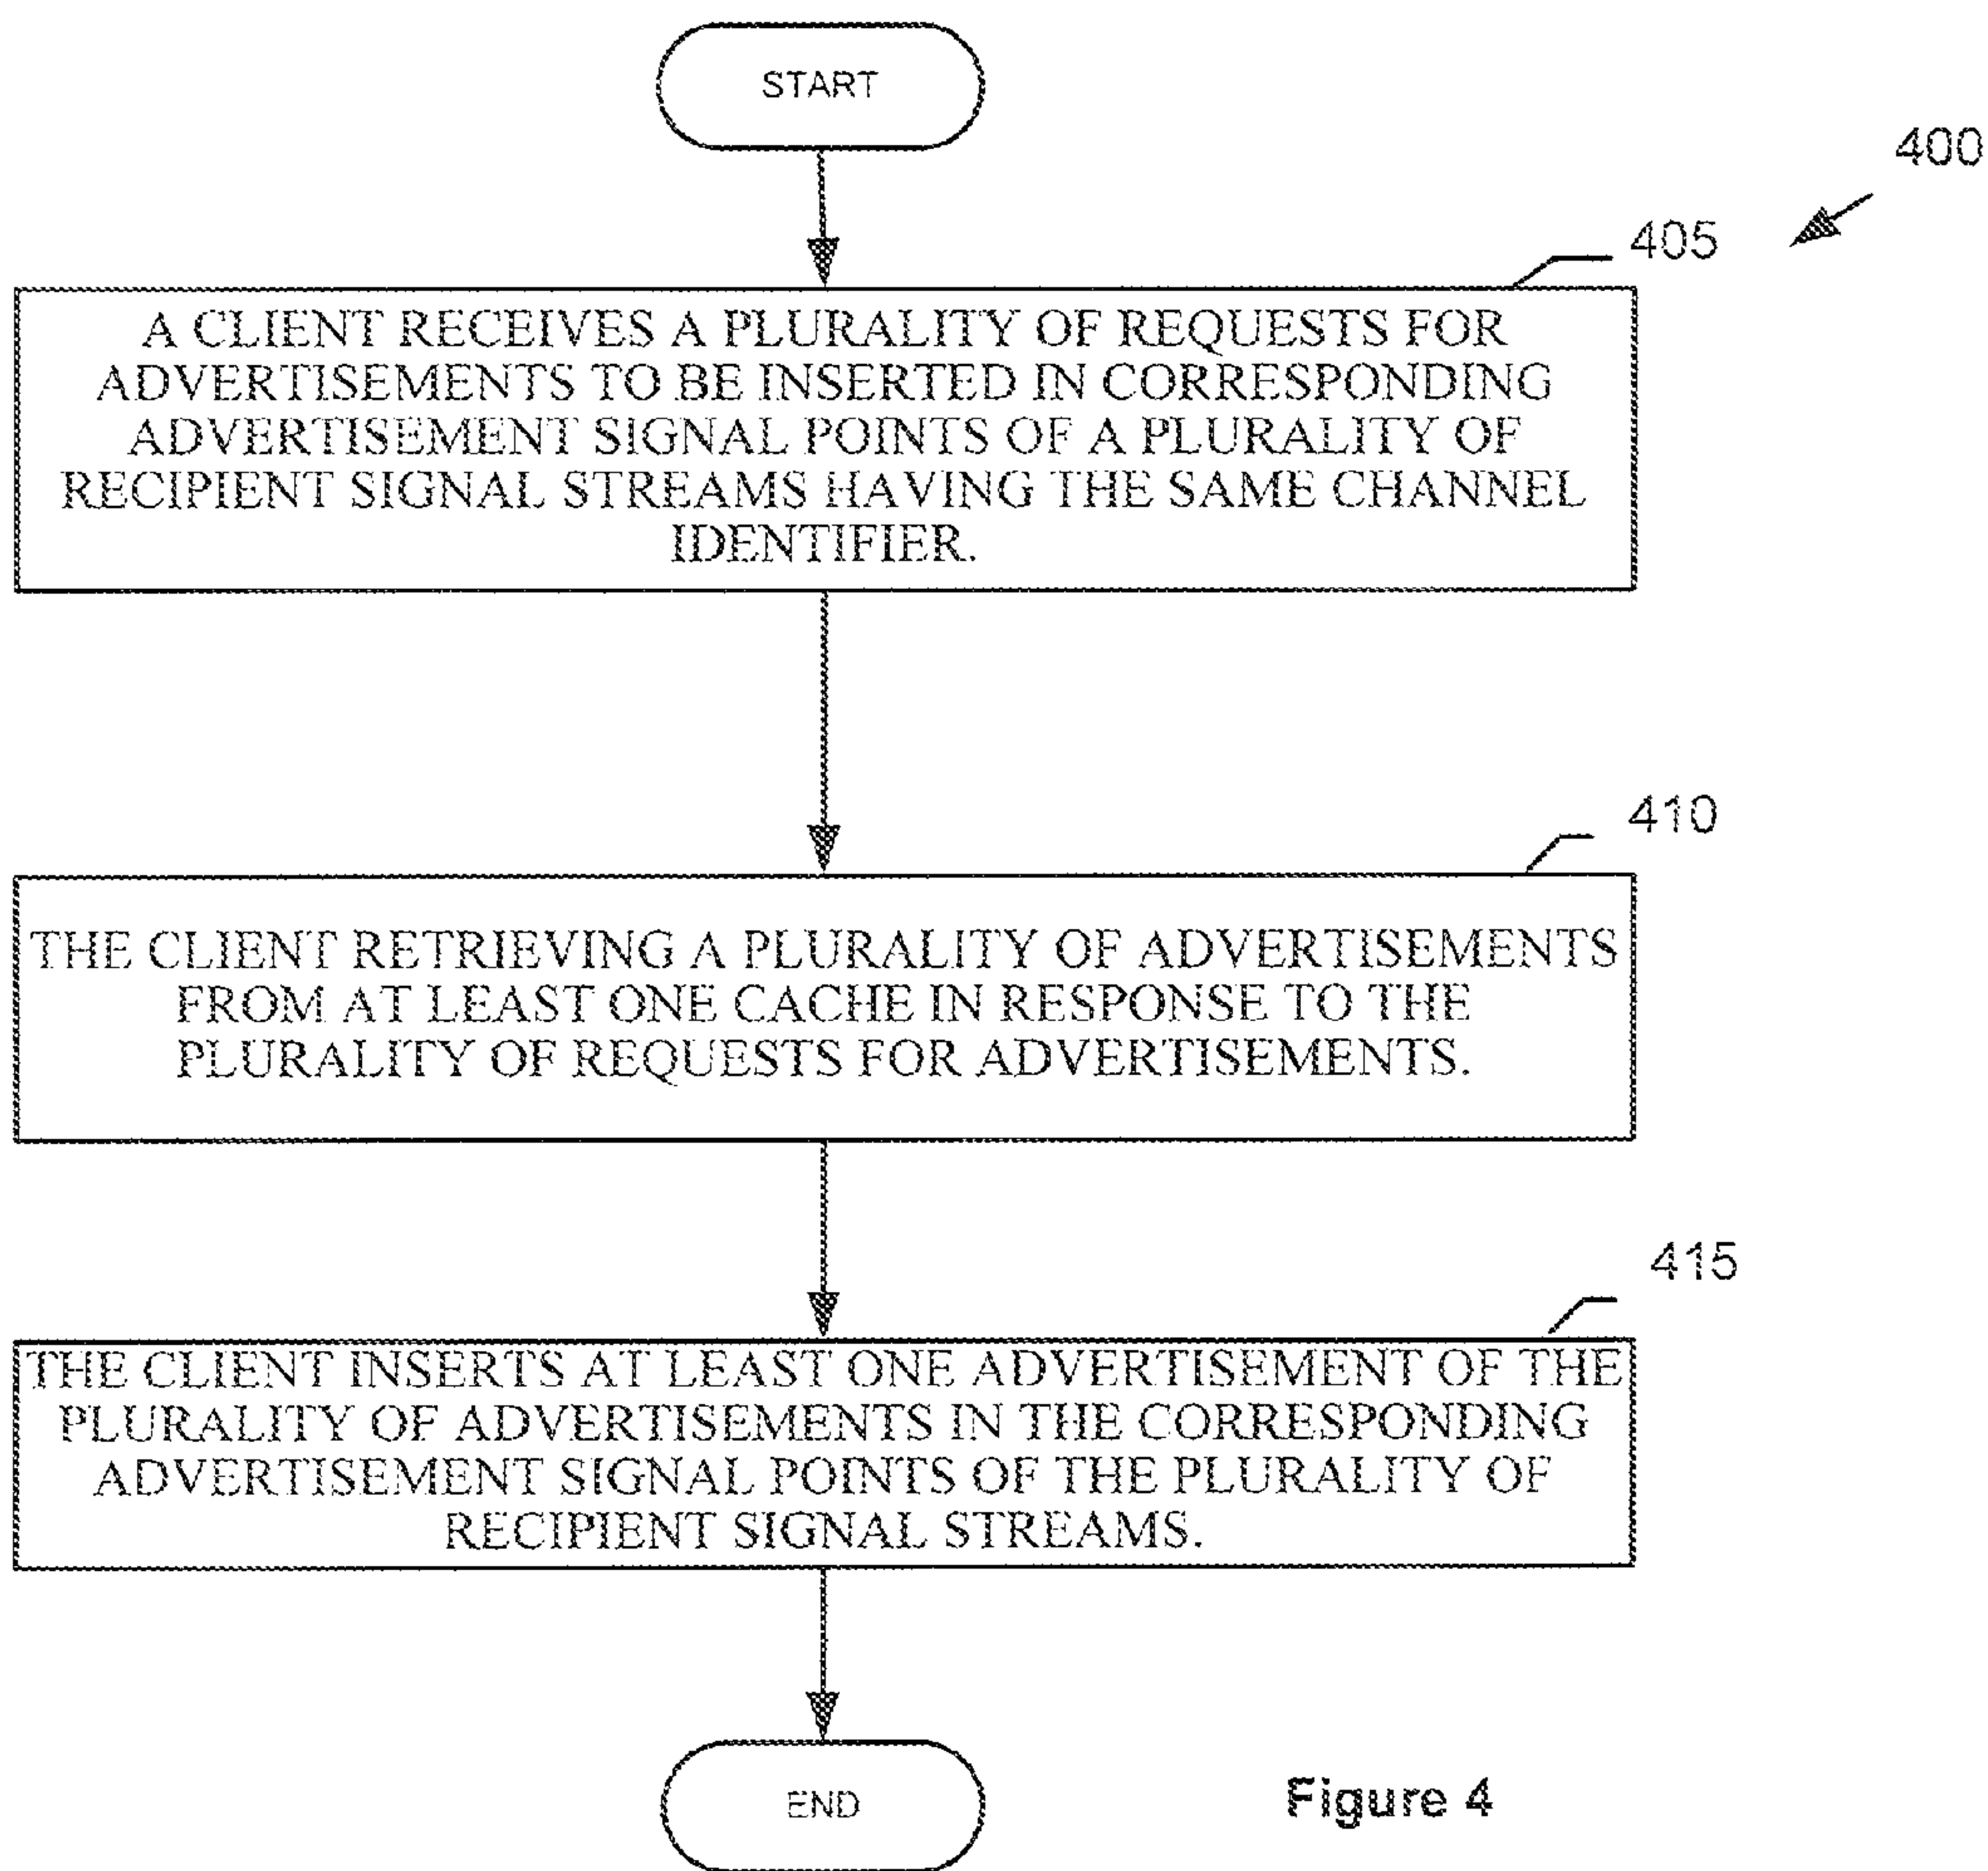 START
400
405
A CLIENT RECEIVES A PLURALITY OF REQUESTS FOR
ADVERTISEMENTS TO BE INSERTED IN CORRESPONDING
ADVERTISEMENT SIGNAL POINTS OF A PLURALITY OF
RECIPIENT SIGNAL STREAMS HAVING THE SAME CHANNEL
IDENTIFIER.
410
THE CLIENT RETRIEVING A PLURALITY OF ADVERTISEMENTS
FROM AT LEAST ONE CACHE IN RESPONSE TO THE
PLURALITY OF REQUESTS FOR ADVERTISEMENTS.
415
THE CLIENT INSERTS AT LEAST ONE ADVERTISEMENT OF THE
PLURALITY OF ADVERTISEMENTS IN THE CORRESPONDING
ADVERTISEMENT SIGNAL POINTS OF THE PLURALITY OF
RECIPIENT SIGNAL STREAMS.
END
Figure 4